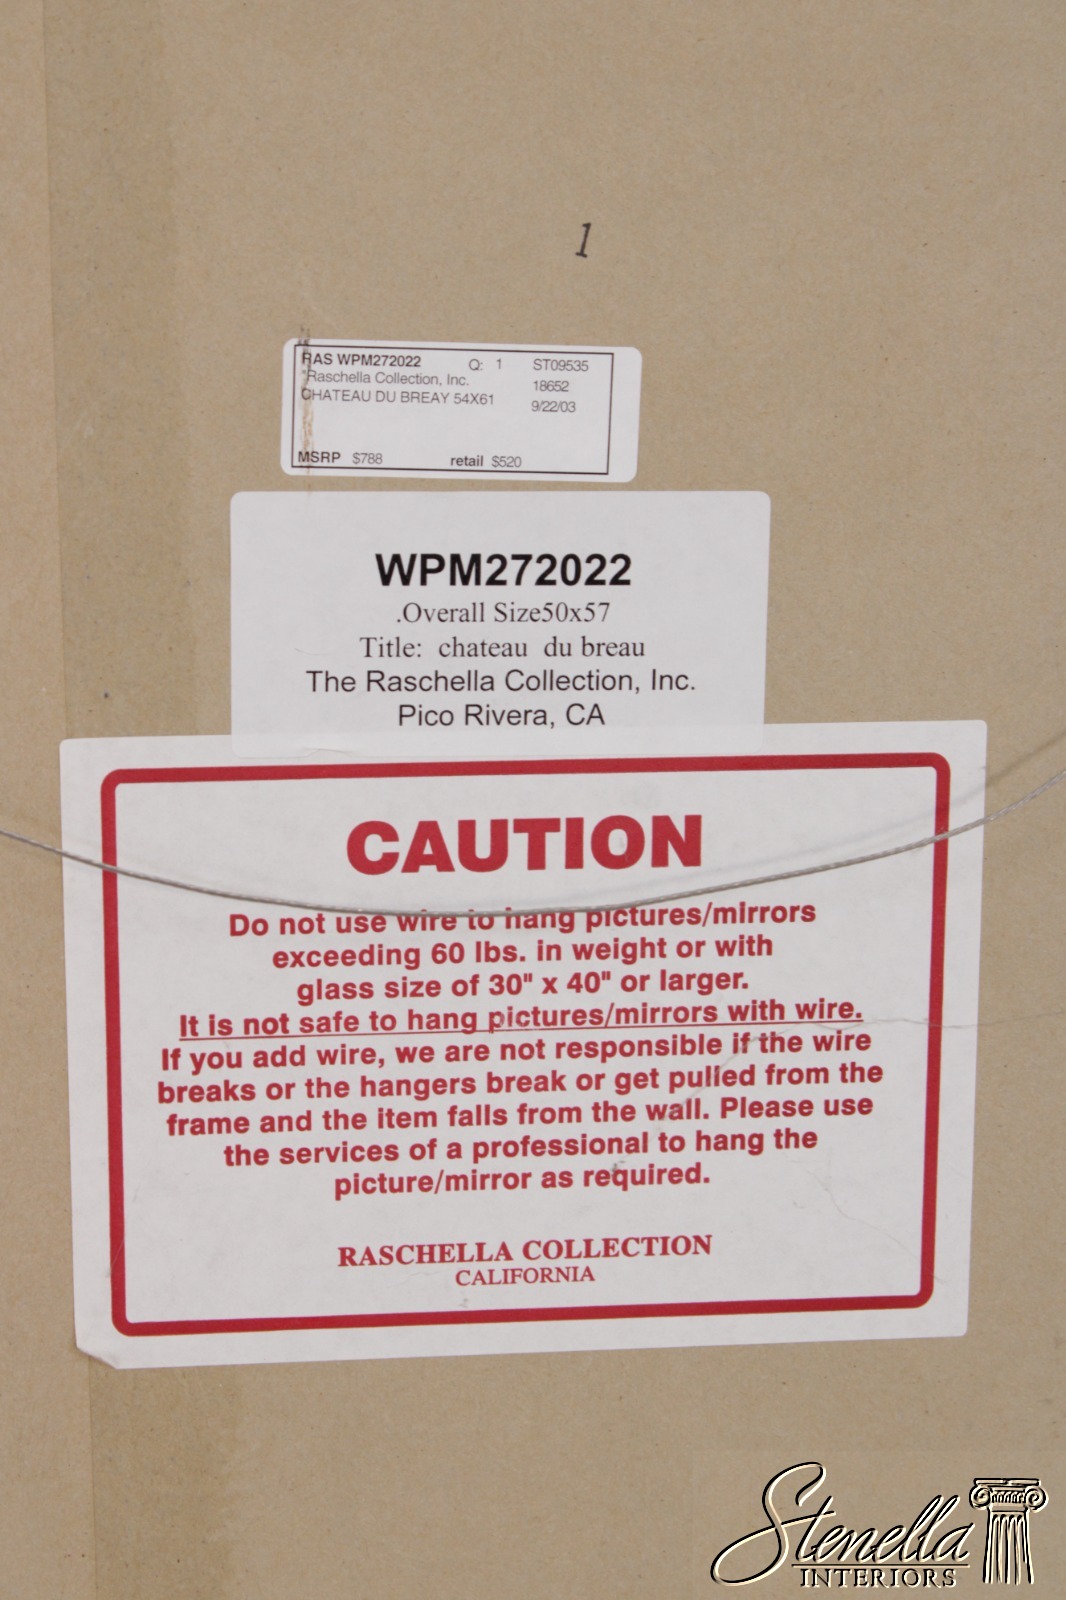 1
RAS WPM272022 Q: 1 ST09535
Raschella Collection, Inc. 18652
CHATEAU DU BREAY 54X61 9/22/03
MSRP $788 retail $520
WPM272022
.Overall Size50x57
Title: chateau du breau
The Raschella Collection, Inc.
Pico Rivera, CA
CAUTION
Do not use wire to hang pictures/mirrors
exceeding 60 lbs. in weight or with
glass size of 30" x 40" or larger.
It is not safe to hang pictures/mirrors with wire.
If you add wire, we are not responsible if the wire
breaks or the hangers break or get pulled from the
frame and the item falls from the wall. Please use
the services of a professional to hang the
picture/mirror as required.
RASCHELLA COLLECTION
CALIFORNIA
Stenella
INTERIORS